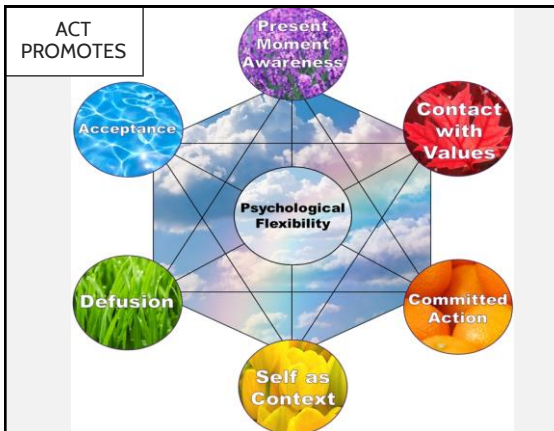 ACT
PROMOTES
Present
Moment
Awareness
Acceptance
Contact
with
Values
Psychological
Flexibility
Defusion
Committed
Action
Self as
Context